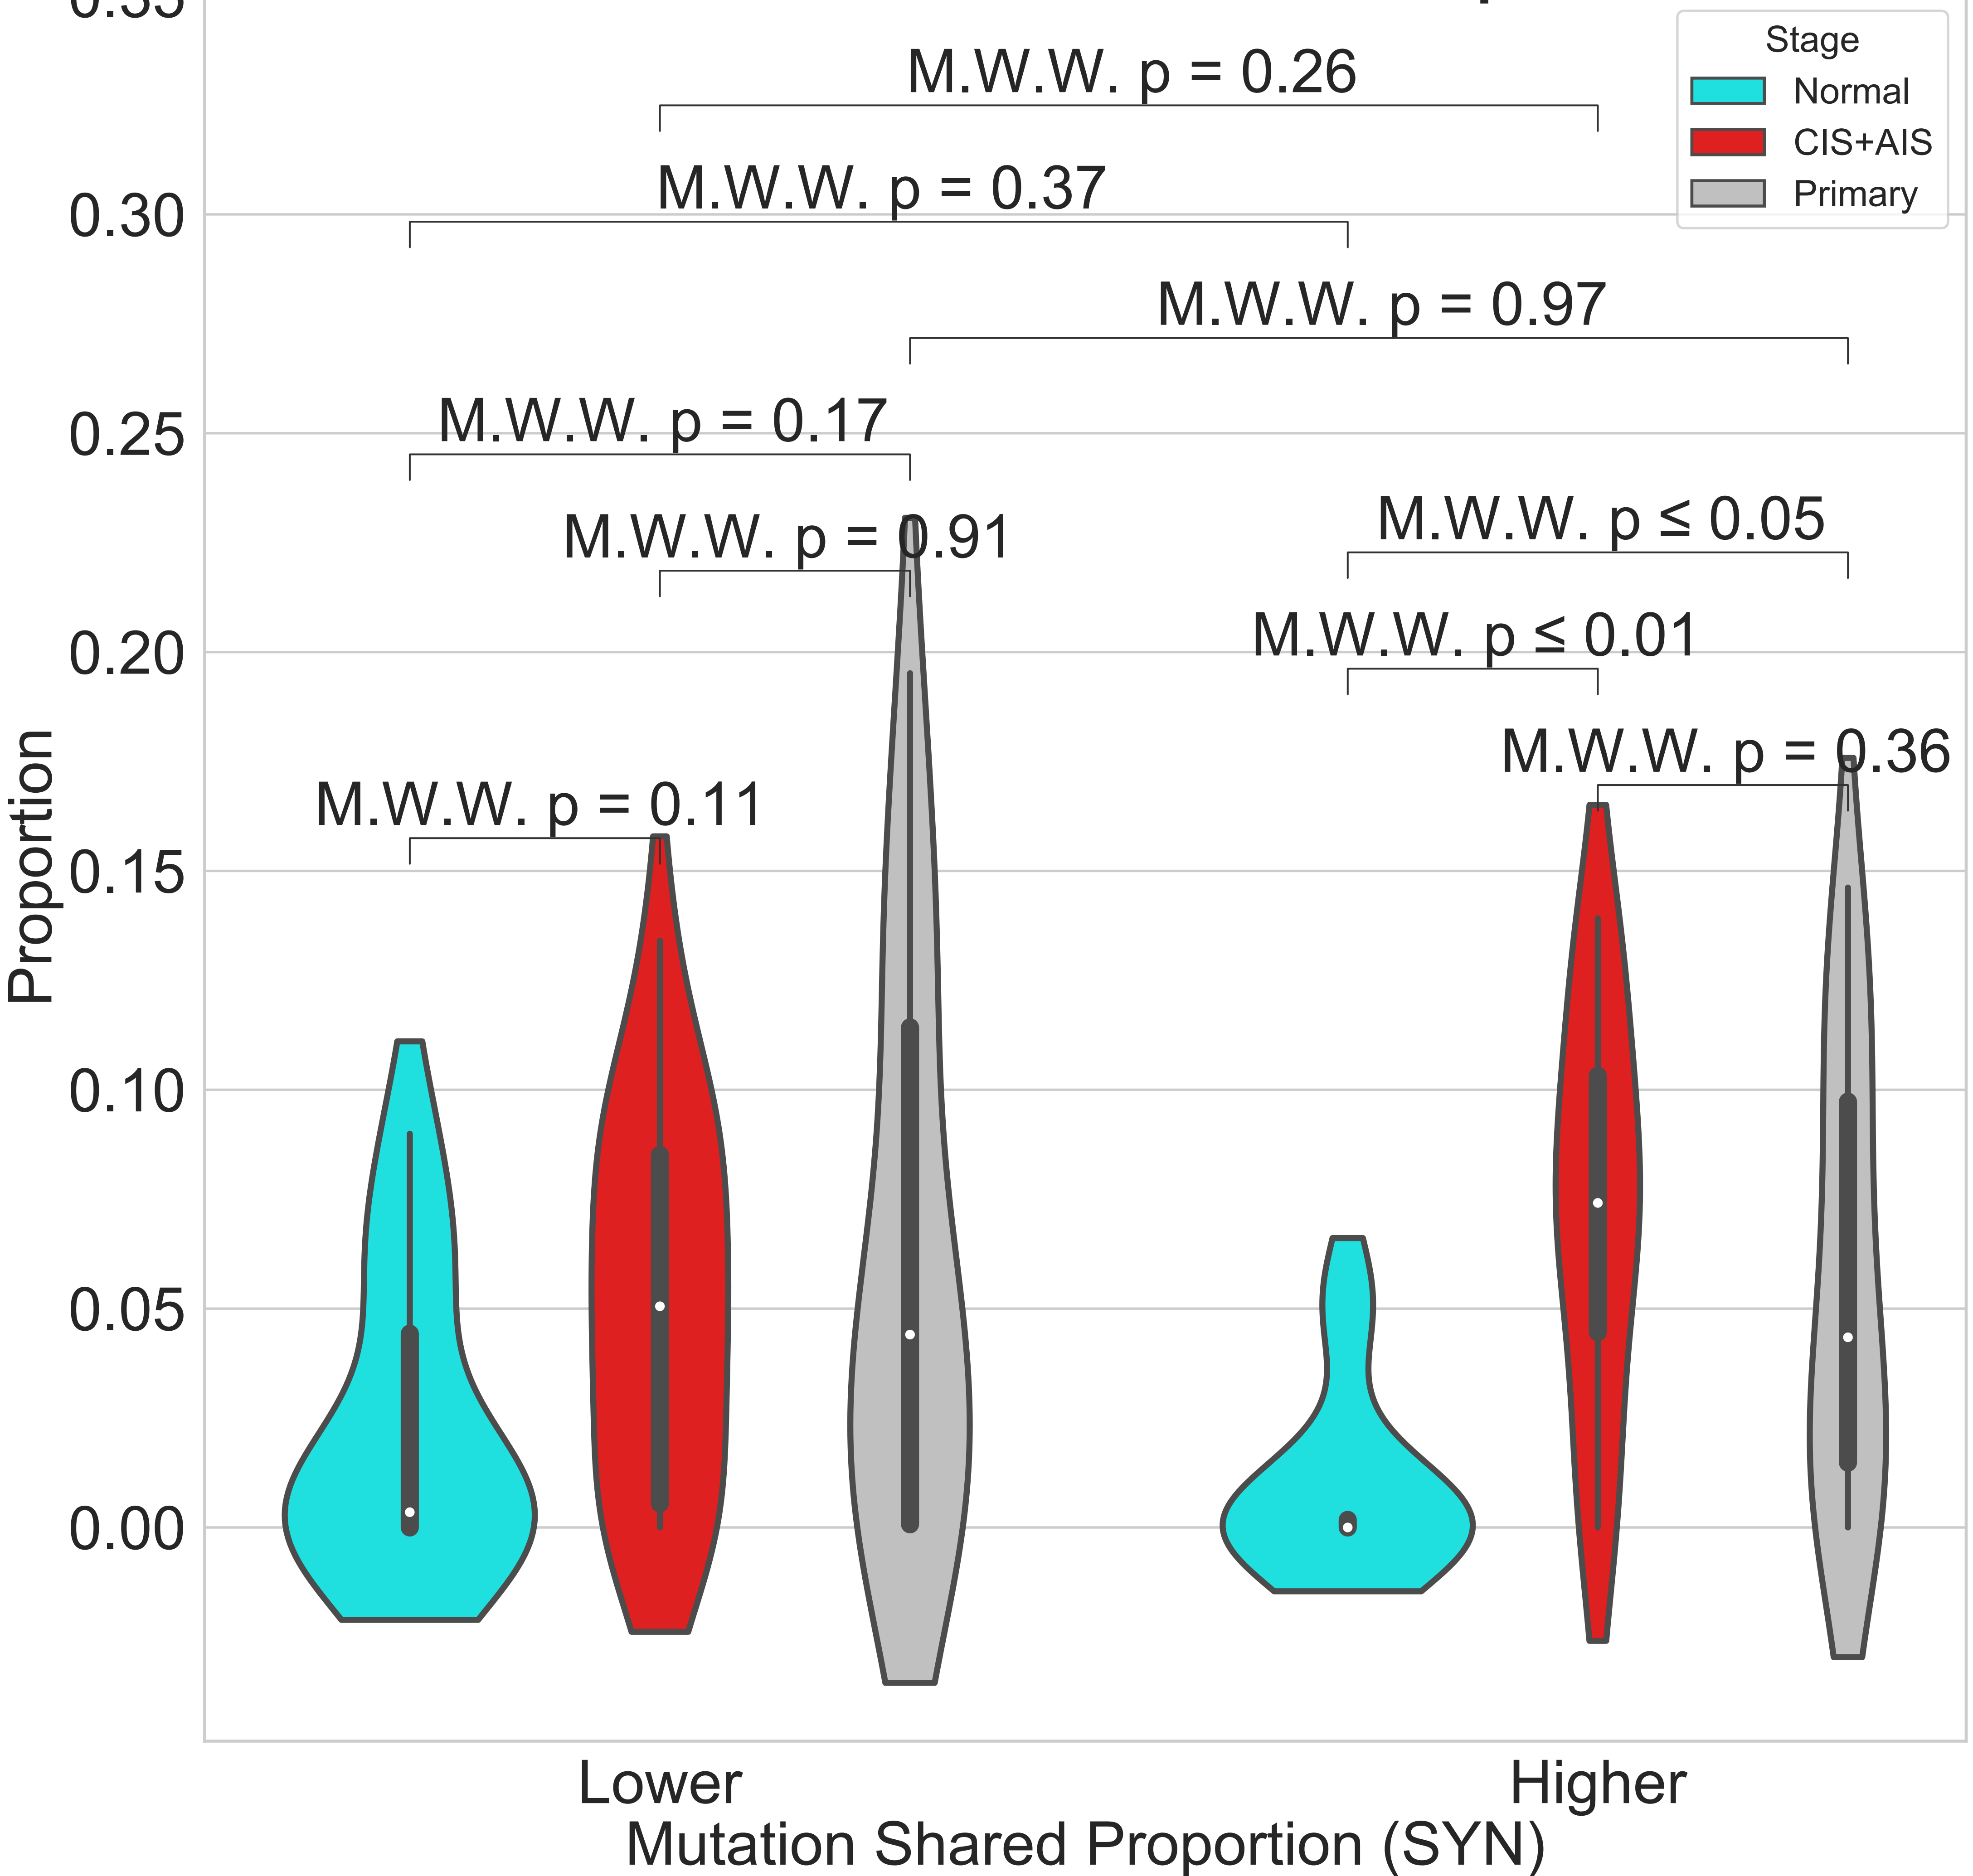 0.35
M.W.W. p = 0.26
Stage
Normal
CIS+AIS
Primary
M.W.W. p = 0.37
0.30
M.W.W. p = 0.97
M.W.W. p = 0.17
0.25
M.W.W. p = 0.91
M.W.W. p ≤ 0.05
M.W.W. p ≤ 0.01
0.20
M.W.W. p = 0.36
M.W.W. p = 0.11
0.15
Proportion
0.10
0.05
0.00
Lower
Higher
Mutation Shared Proportion (SYN)